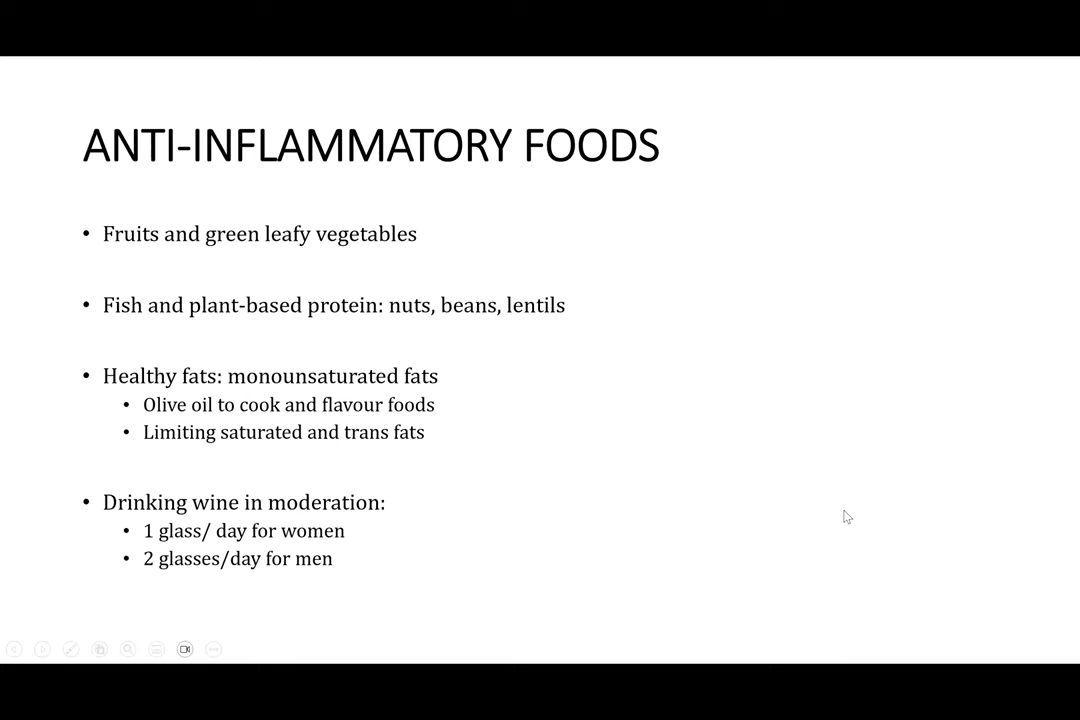 ANTI-INFLAMMATORY FOODS
• Fruits and green leafy vegetables
• Fish and plant-based protein: nuts, beans, lentils
• Healthy fats: monounsaturated fats
• Olive oil to cook and flavour foods
• Limiting saturated and trans fats
• Drinking wine in moderation:
• 1 glass/ day for women
• 2 glasses/day for men